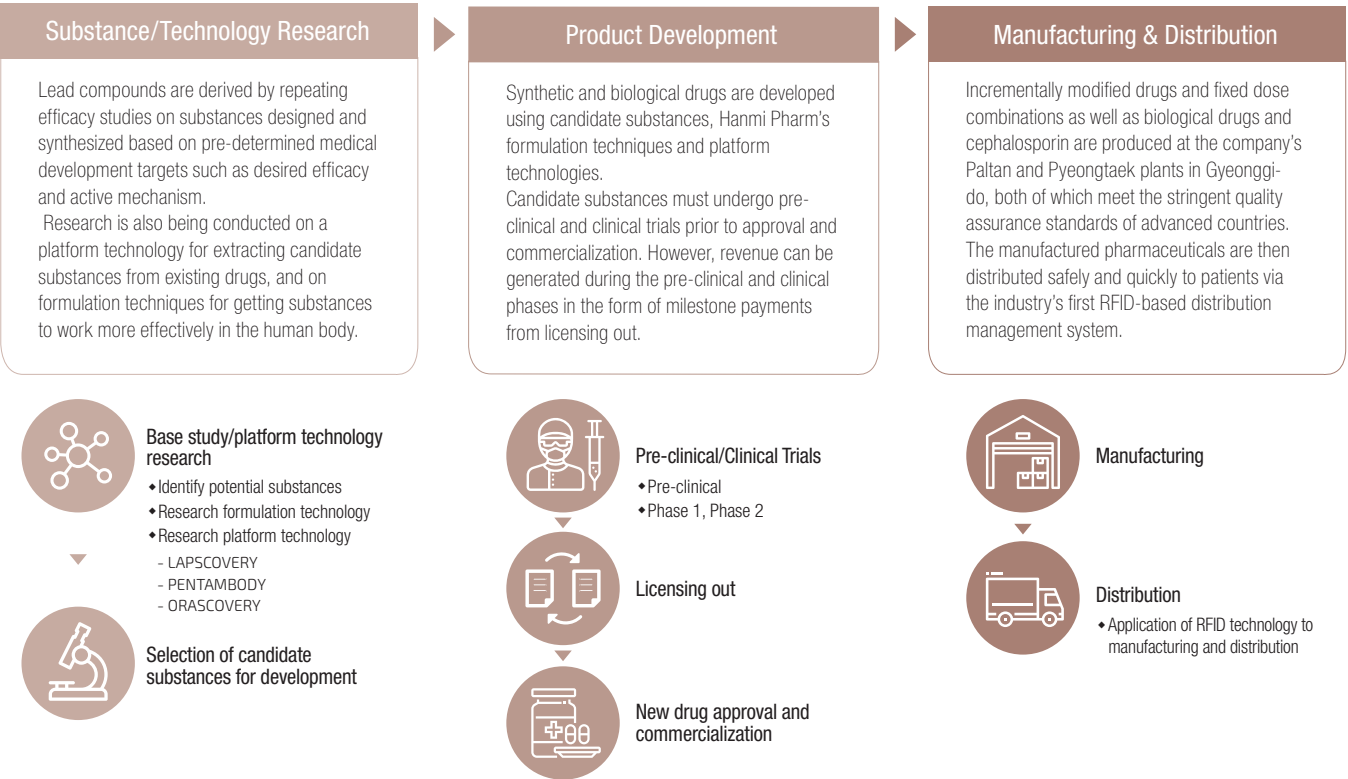 Substance/Technology Research
Lead compounds are derived by repeating
efficacy studies on substances designed and
synthesized based on pre-determined medical
development targets such as desired efficacy
and active mechanism.
Research is also being conducted on a
platform technology for extracting candidate
substances from existing drugs, and on
formulation techniques for getting substances
to work more effectively in the human body.
Base study/platform technology
research
◆Identify potential substances
◆Research formulation technology
◆Research platform technology
- LAPSCOVERY
- PENTAMBODY
- ORASCOVERY
Selection of candidate
substances for development
Product Development
Synthetic and biological drugs are developed
using candidate substances, Hanmi Pharm's
formulation techniques and platform
technologies.
Candidate substances must undergo pre-
clinical and clinical trials prior to approval and
commercialization. However, revenue can be
generated during the pre-clinical and clinical
phases in the form of milestone payments
from licensing out.
Pre-clinical/Clinical Trials
◆Pre-clinical
◆Phase 1, Phase 2
Licensing out
New drug approval and
commercialization
Manufacturing & Distribution
Incrementally modified drugs and fixed dose
combinations as well as biological drugs and
cephalosporin are produced at the company's
Paltan and Pyeongtaek plants in Gyeonggi-
do, both of which meet the stringent quality
assurance standards of advanced countries.
The manufactured pharmaceuticals are then
distributed safely and quickly to patients via
the industry's first RFID-based distribution
management system.
Manufacturing
Distribution
◆Application of RFID technology to
manufacturing and distribution